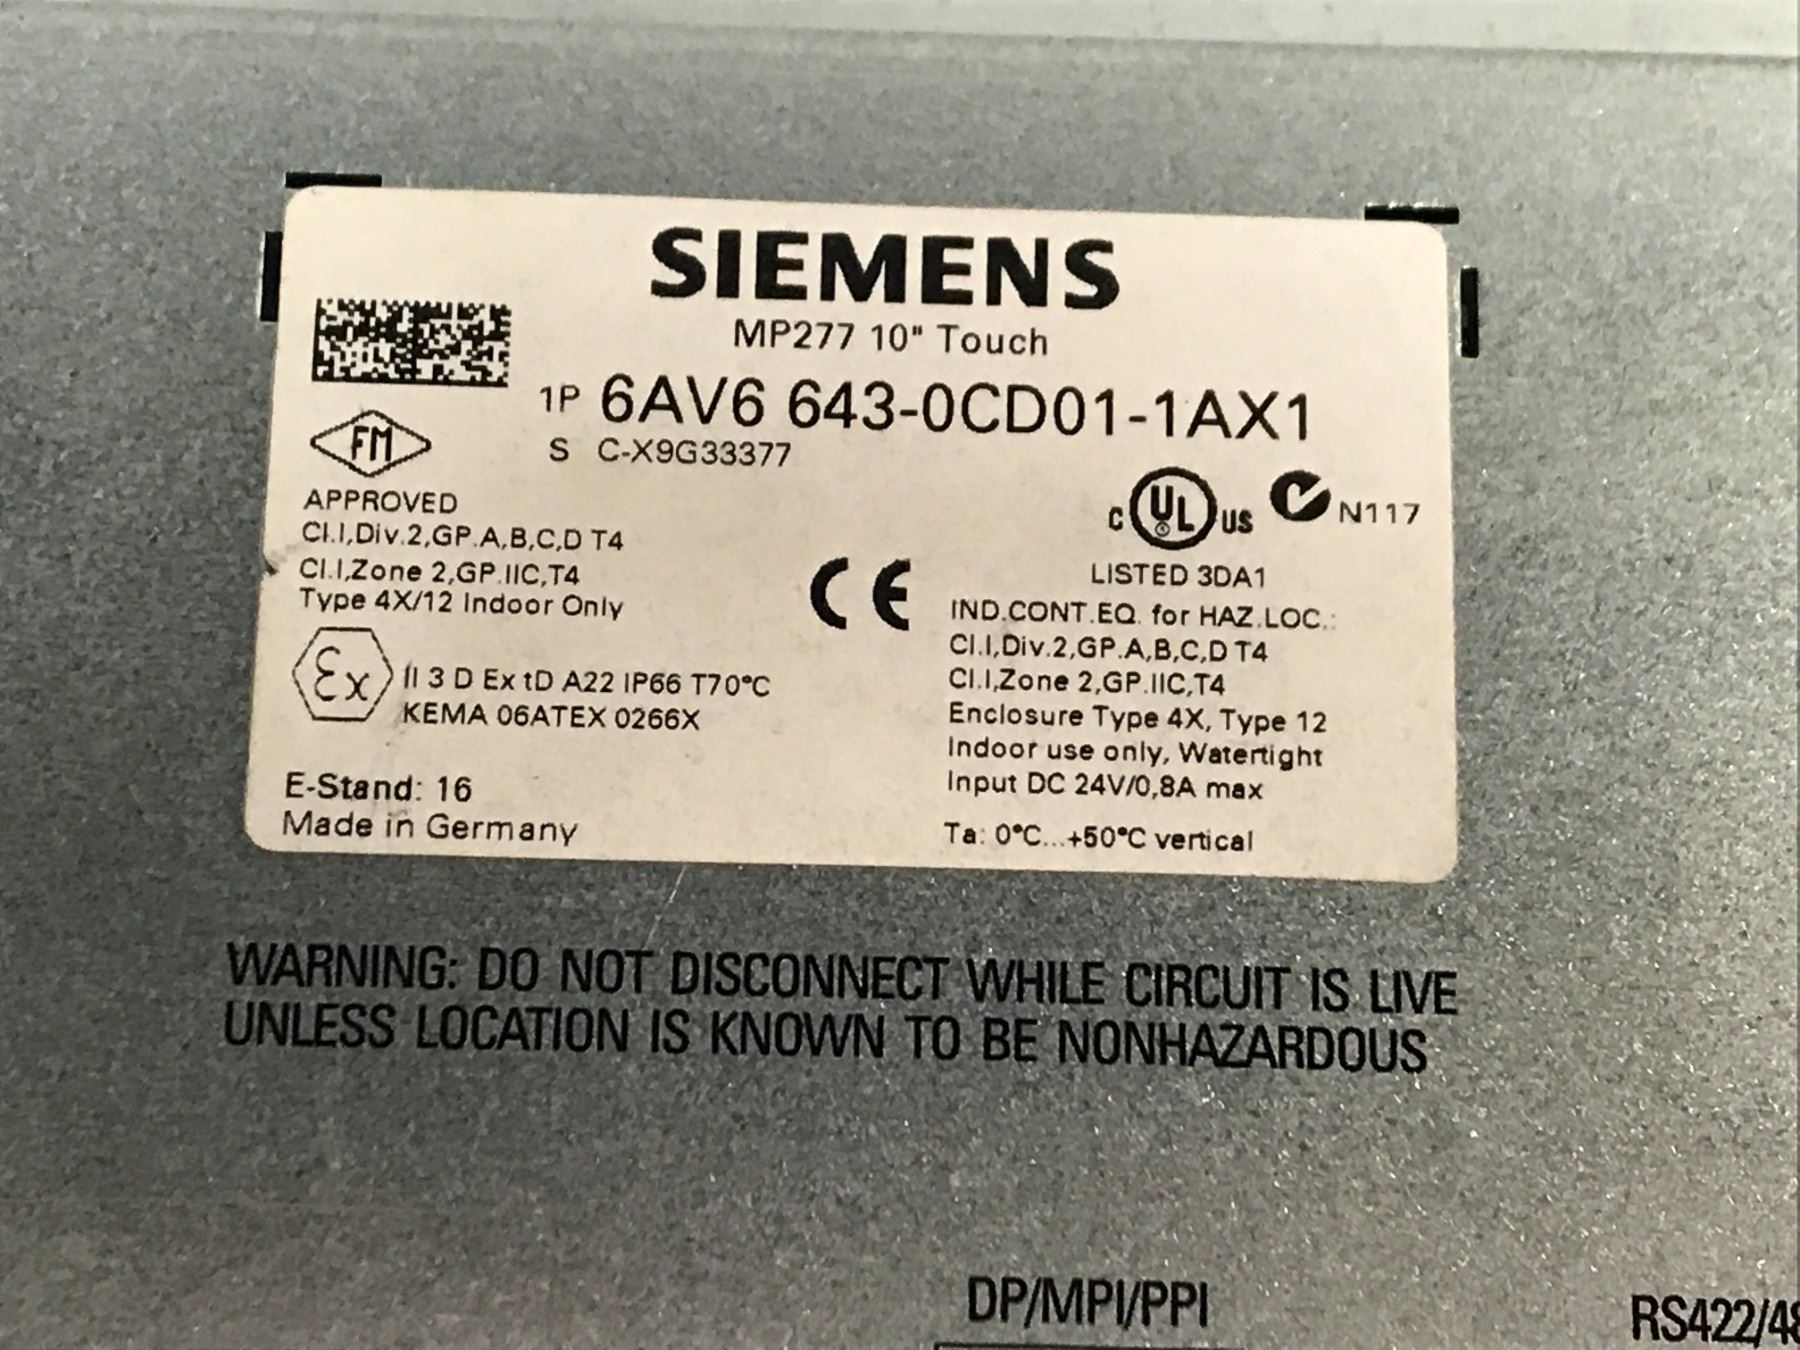 SIEMENS
MP277 10" Touch
1P 6AV6 643-0CD01-1AX1
S C-X9G33377
FM
APPROVED
Cl.I,Div.2,GP.A,B,C,D T4
Cl.I,Zone 2,GP.IIC,T4
Type 4X/12 Indoor Only
Ex II 3 D Ex tD A22 IP66 T70°C
KEMA 06ATEX 0266X
E-Stand: 16
Made in Germany
CE
C UL US N117
LISTED 3DA1
IND.CONT.EQ. for HAZ.LOC.:
Cl.I,Div.2,GP.A,B,C,D T4
Cl.I,Zone 2,GP.IIC,T4
Enclosure Type 4X, Type 12
Indoor use only, Watertight
Input DC 24V/0,8A max
Ta: 0°C...+50°C vertical
WARNING: DO NOT DISCONNECT WHILE CIRCUIT IS LIVE
UNLESS LOCATION IS KNOWN TO BE NONHAZARDOUS
DP/MPI/PPI
RS422/48